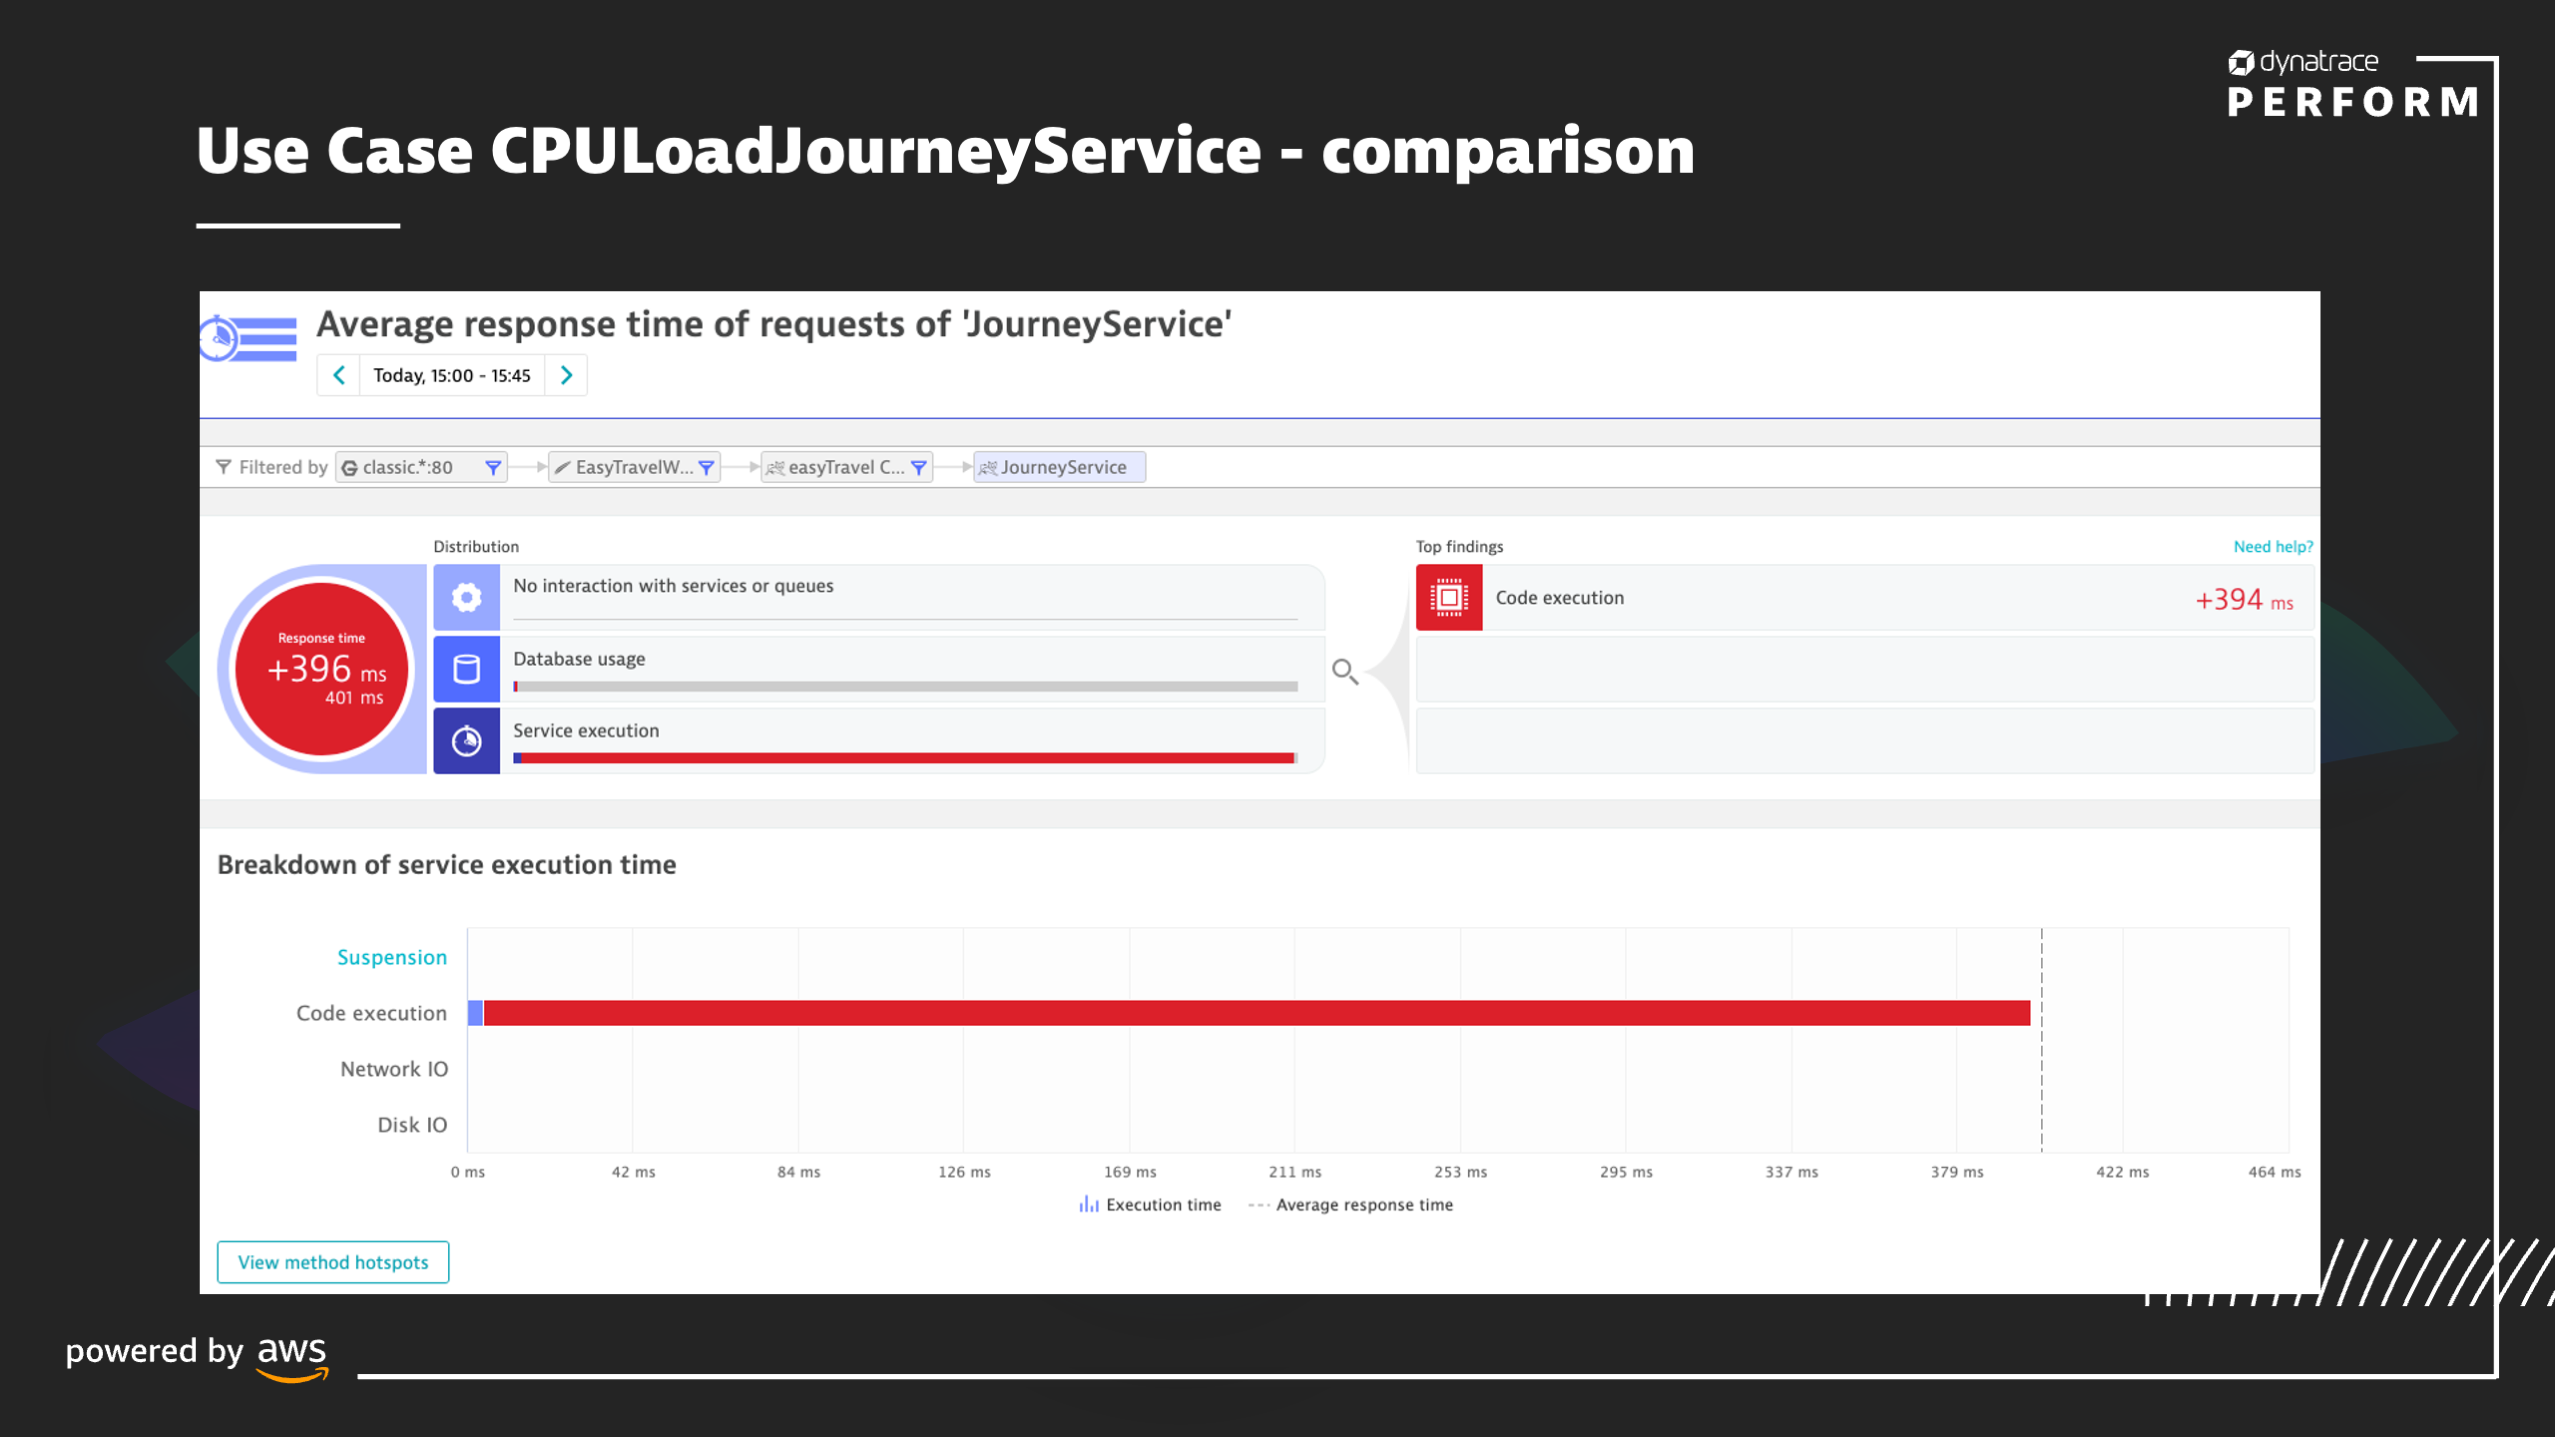 dynatrace
PERFORM
Use Case CPULoadJourneyService - comparison
Average response time of requests of 'JourneyService'
Today, 15:00 - 15:45
Filtered by classic.*:80 EasyTravelW... easyTravel C... JourneyService
Distribution
Top findings
Need help?
Response time
+396 ms
401 ms
No interaction with services or queues
Database usage
Service execution
Code execution
+394 ms
Breakdown of service execution time
Suspension
Code execution
Network IO
Disk IO
0 ms 42 ms 84 ms 126 ms 169 ms 211 ms 253 ms 295 ms 337 ms 379 ms 422 ms 464 ms
Execution time Average response time
View method hotspots
powered by aws